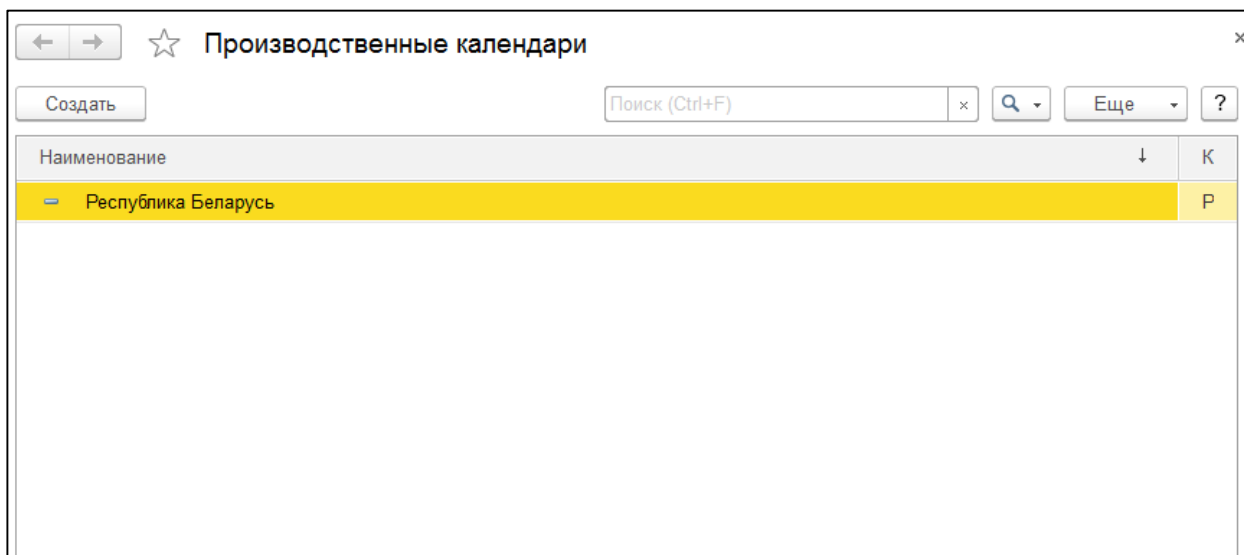 Производственные календари
Создать
Поиск (Ctrl+F)
Еще
?
Наименование
К
Республика Беларусь
Р